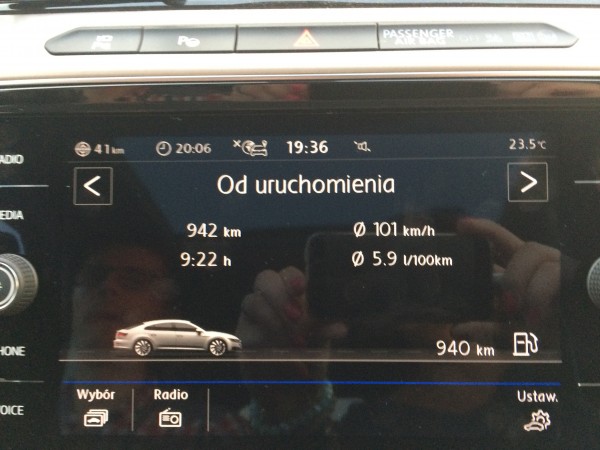 PASSENGER
AIR BAG
ADIO
41 km 20:06 19:36 23.5°C
< Od uruchomienia >
EDIA
942 km Ø 101 km/h
9:22 h Ø 5.9 l/100km
HONE
940 km
Wybór Radio Ustaw.
OICE